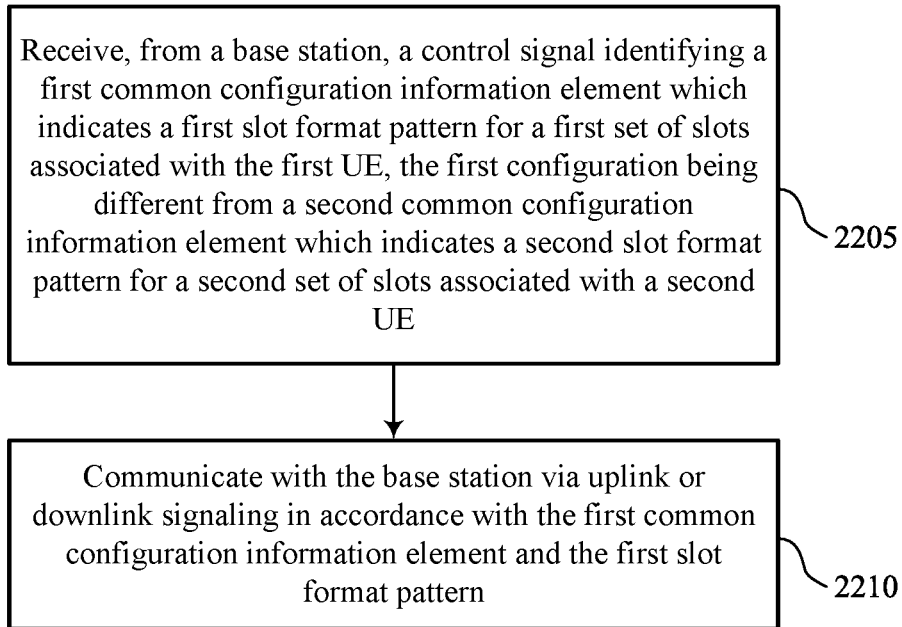 Receive, from a base station, a control signal identifying a
first common configuration information element which
indicates a first slot format pattern for a first set of slots
associated with the first UE, the first configuration being
different from a second common configuration
information element which indicates a second slot format
pattern for a second set of slots associated with a second
UE
2205
Communicate with the base station via uplink or
downlink signaling in accordance with the first common
configuration information element and the first slot
format pattern
2210